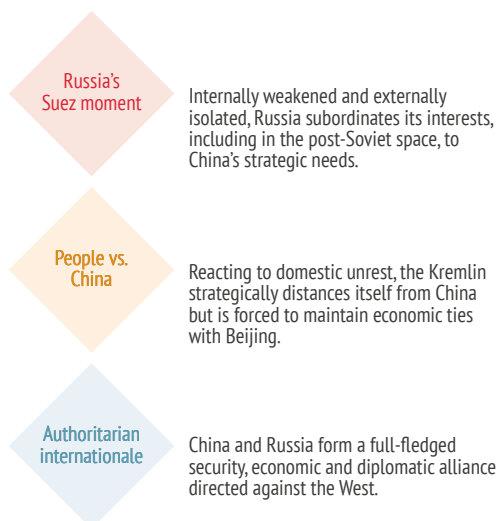 Russia's
Suez moment
Internally weakened and externally
isolated, Russia subordinates its interests,
including in the post-Soviet space, to
China's strategic needs.
People vs.
China
Reacting to domestic unrest, the Kremlin
strategically distances itself from China
but is forced to maintain economic ties
with Beijing.
Authoritarian
internationale
China and Russia form a full-fledged
security, economic and diplomatic alliance
directed against the West.